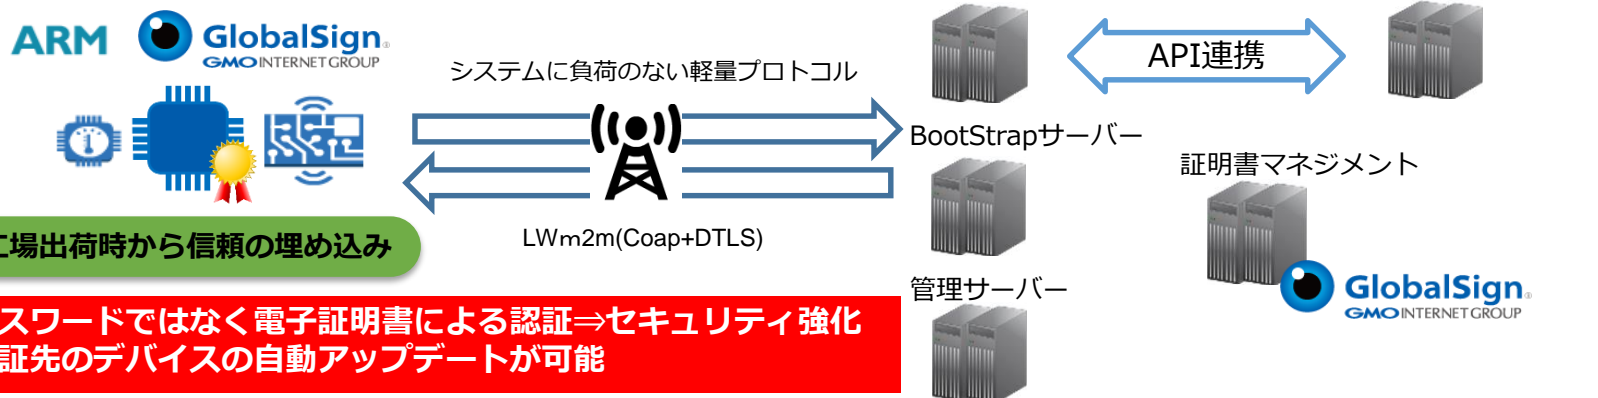 ARM
GlobalSign.
GMO INTERNET GROUP
システムに負荷のない軽量プロトコル
API連携
BootStrapサーバー
証明書マネジメント
LWm2m(Coap+DTLS)
工場出荷時から信頼の埋め込み
管理サーバー
GlobalSign.
GMO INTERNET GROUP
スワードではなく電子証明書による認証⇒セキュリティ強化
証先のデバイスの自動アップデートが可能